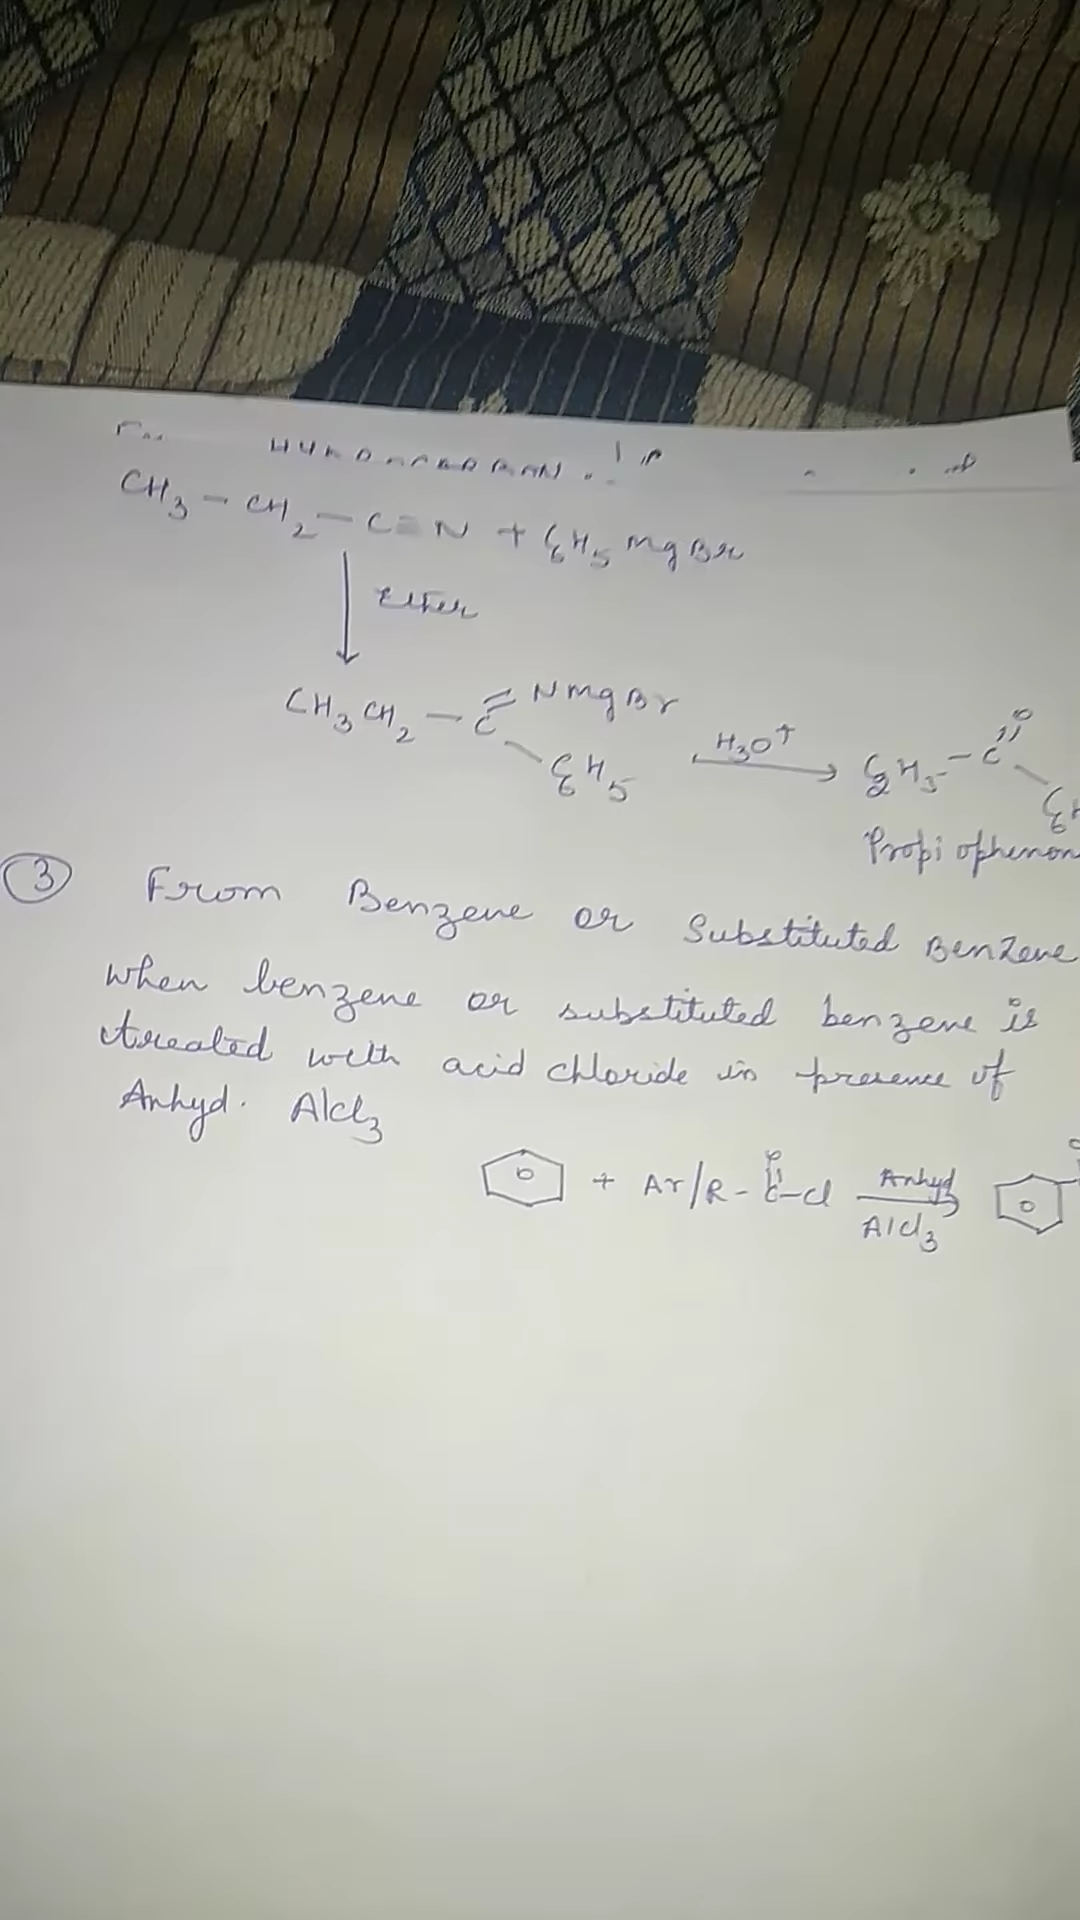 CH3 - CH2 - C≡N + C6H5 MgBr
Ether
CH3 CH2 - C = NMgBr
C6H5
H3O+
C2H5 - C = O
Propiophenon
3 From Benzene or Substituted Benzene
when benzene or substituted benzene is
treated with acid chloride in presence of
Anhyd. AlCl3
+ Ar/R - C - Cl Anhyd
AlCl3